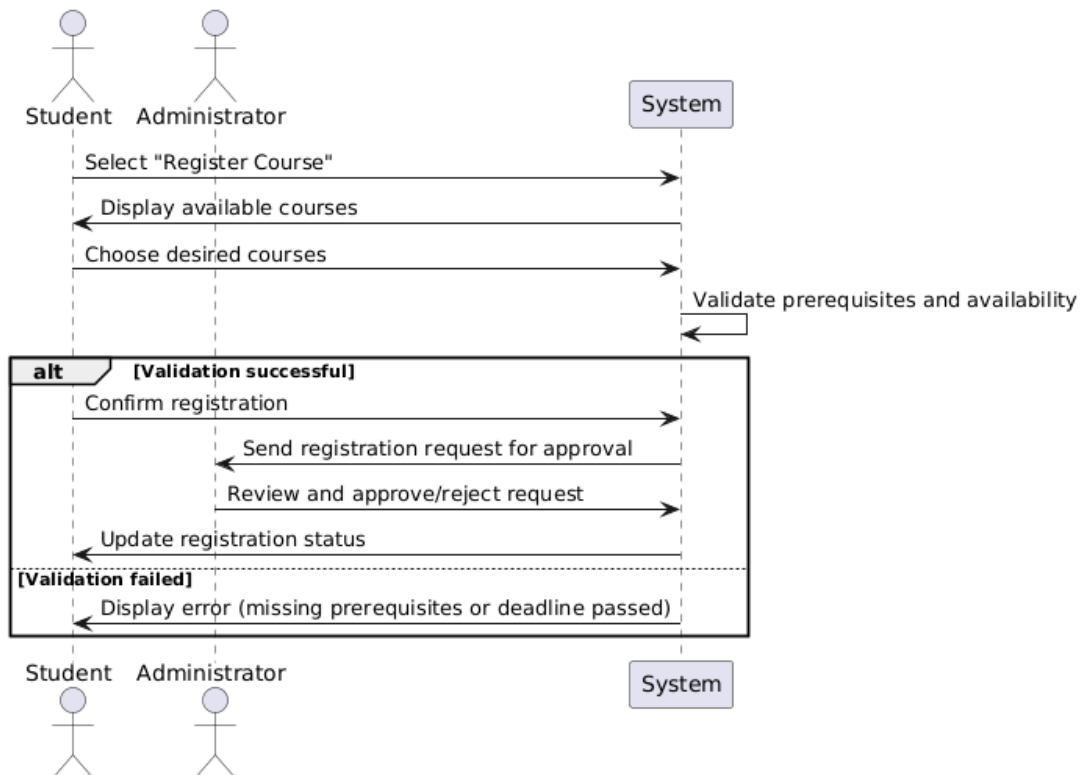 Student Administrator System
Select "Register Course"
Display available courses
Choose desired courses
Validate prerequisites and availability
alt [Validation successful]
Confirm registration
Send registration request for approval
Review and approve/reject request
Update registration status
[Validation failed]
Display error (missing prerequisites or deadline passed)
Student Administrator System